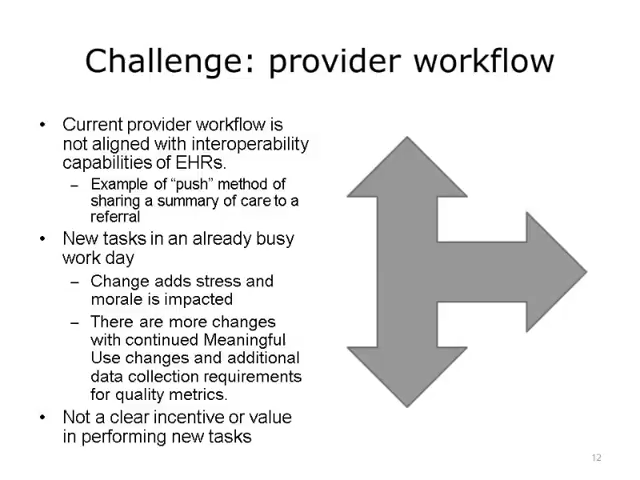 Challenge: provider workflow
• Current provider workflow is
not aligned with interoperability
capabilities of EHRs.
– Example of “push” method of
sharing a summary of care to a
referral
• New tasks in an already busy
work day
– Change adds stress and
morale is impacted
– There are more changes
with continued Meaningful
Use changes and additional
data collection requirements
for quality metrics.
• Not a clear incentive or value
in performing new tasks
12